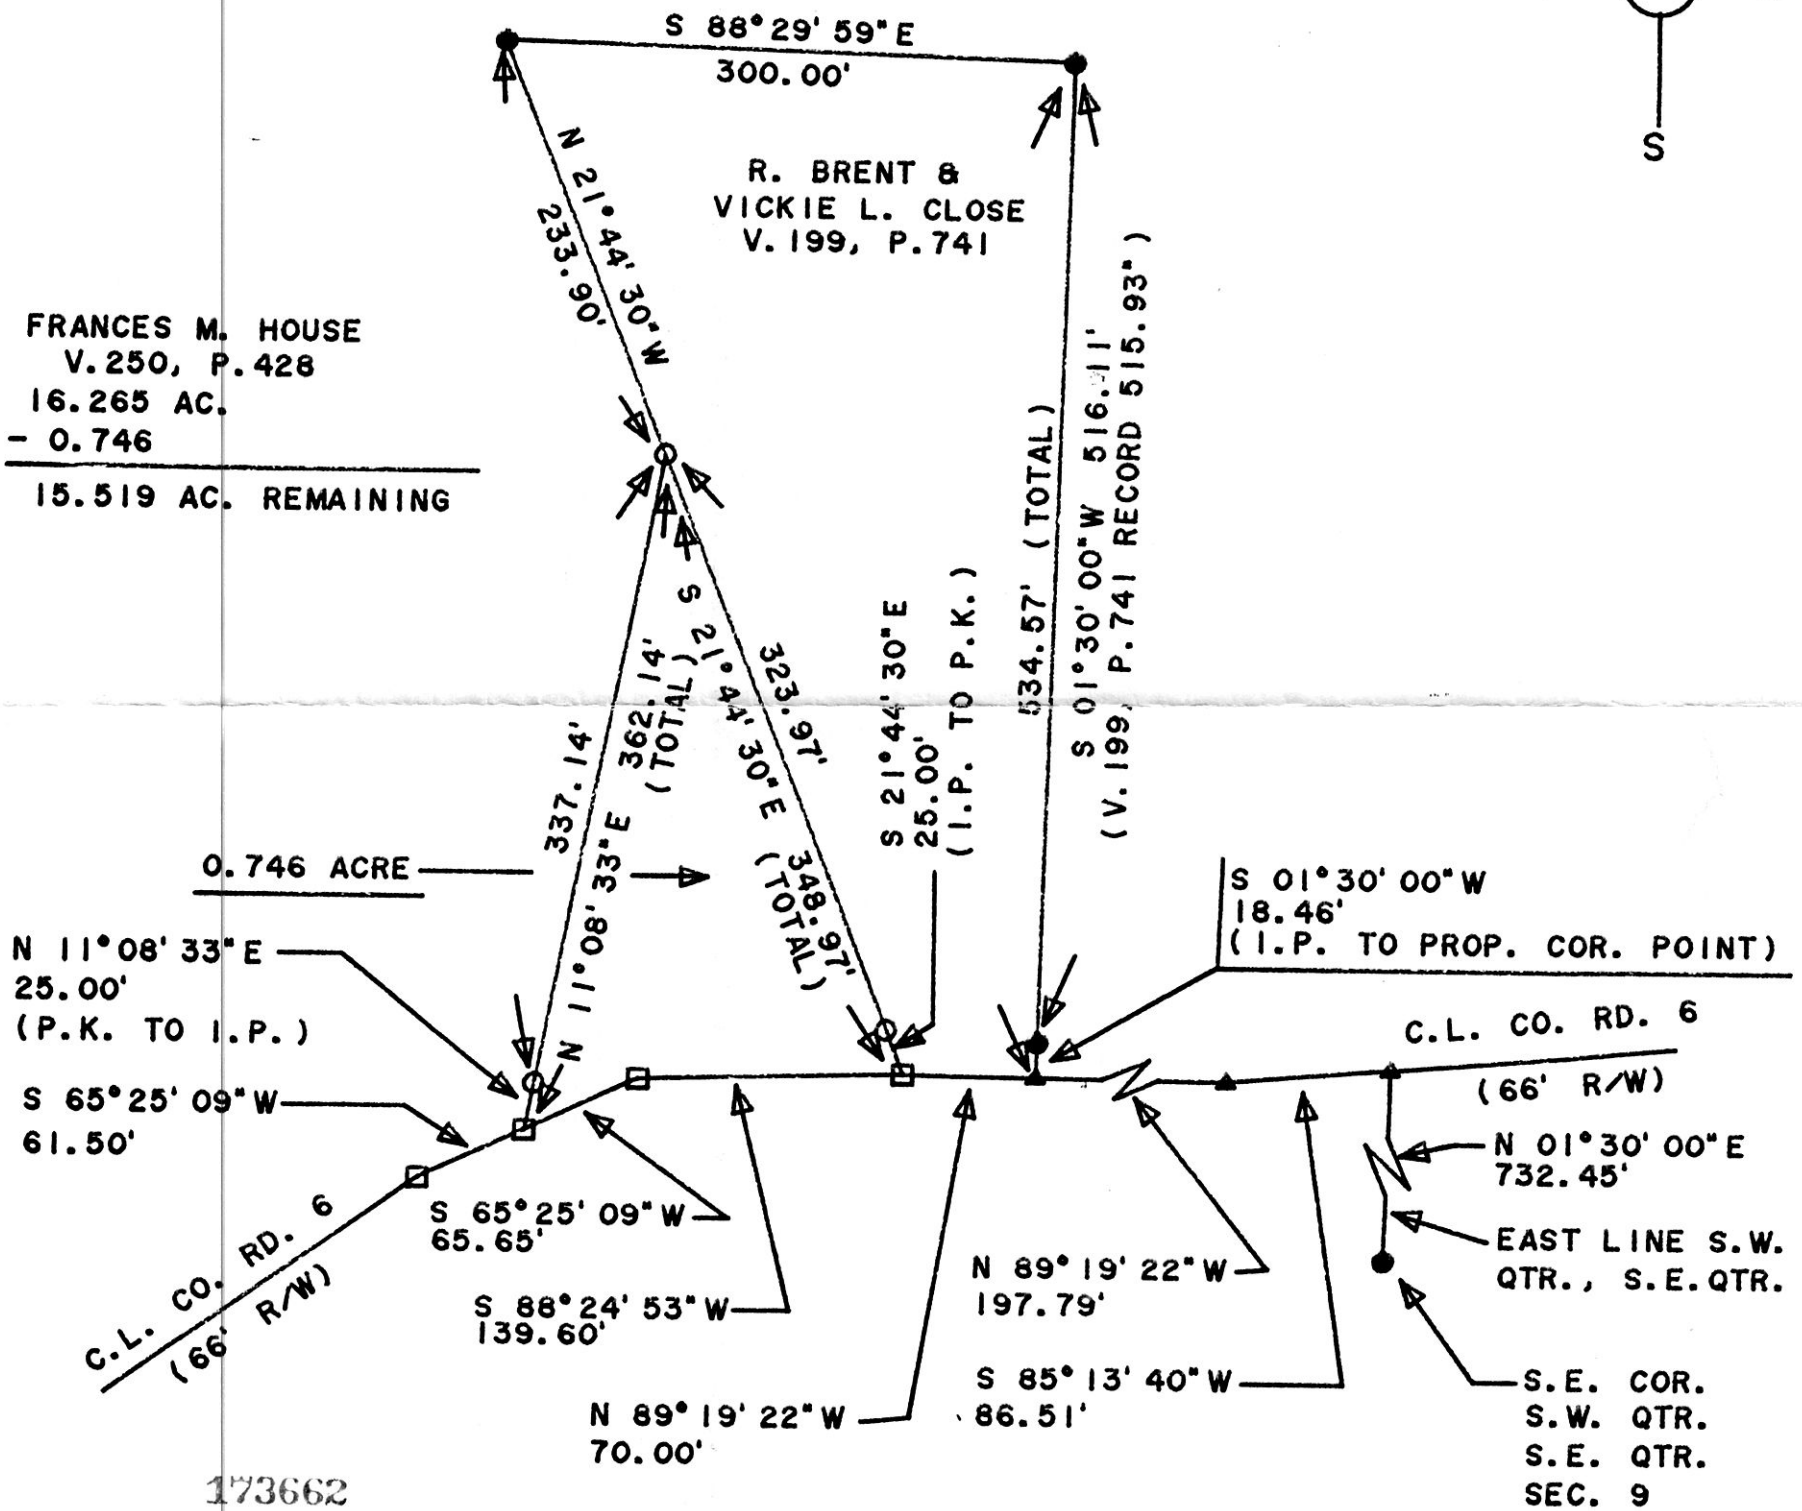 S 88°29'59"E
300.00'
S
N 21°44'30"W
233.90'
R. BRENT &
VICKIE L. CLOSE
V.199, P.741
FRANCES M. HOUSE
V.250, P.428
16.265 AC.
- 0.746
15.519 AC. REMAINING
534.57' (TOTAL)
S 01°30'00"W 516.11'
(V.199, P.741 RECORD 515.93")
337.14'
362.14'
(TOTAL)
N 11°08'33"E
S 21°44'30"E
323.97'
348.97'
(TOTAL)
S 21°44'30"E
25.00'
(I.P. TO P.K.)
0.746 ACRE
S 01°30'00"W
18.46'
(I.P. TO PROP. COR. POINT)
N 11°08'33"E
25.00'
(P.K. TO I.P.)
C.L. CO. RD. 6
(66' R/W)
S 65°25'09"W
61.50'
N 01°30'00"E
732.45'
S 65°25'09"W
65.65'
C.L. CO. RD. 6
(66' R/W)
EAST LINE S.W.
QTR., S.E.QTR.
N 89°19'22"W
197.79'
S 88°24'53"W
139.60'
S 85°13'40"W
86.51'
S.E. COR.
S.W. QTR.
S.E. QTR.
SEC. 9
N 89°19'22"W
70.00'
173662